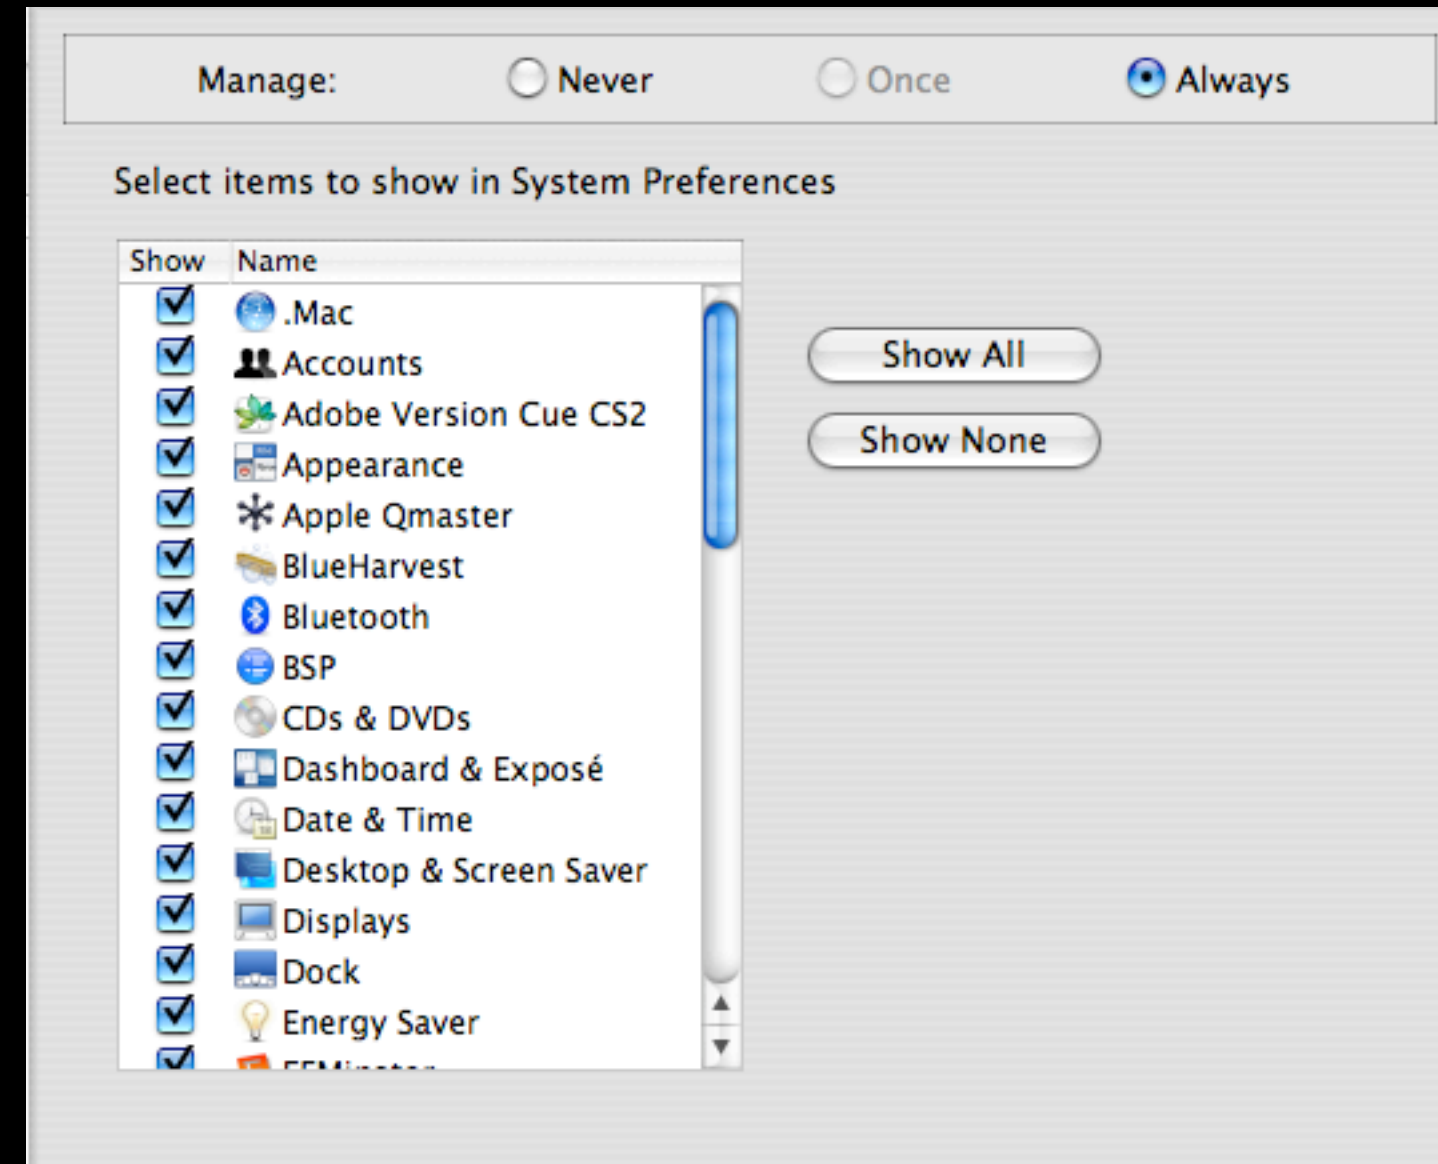 Manage: Never Once Always
Select items to show in System Preferences
Show Name
.Mac
Accounts
Adobe Version Cue CS2
Appearance
Apple Qmaster
BlueHarvest
Bluetooth
BSP
CDs & DVDs
Dashboard & Exposé
Date & Time
Desktop & Screen Saver
Displays
Dock
Energy Saver
Show All
Show None